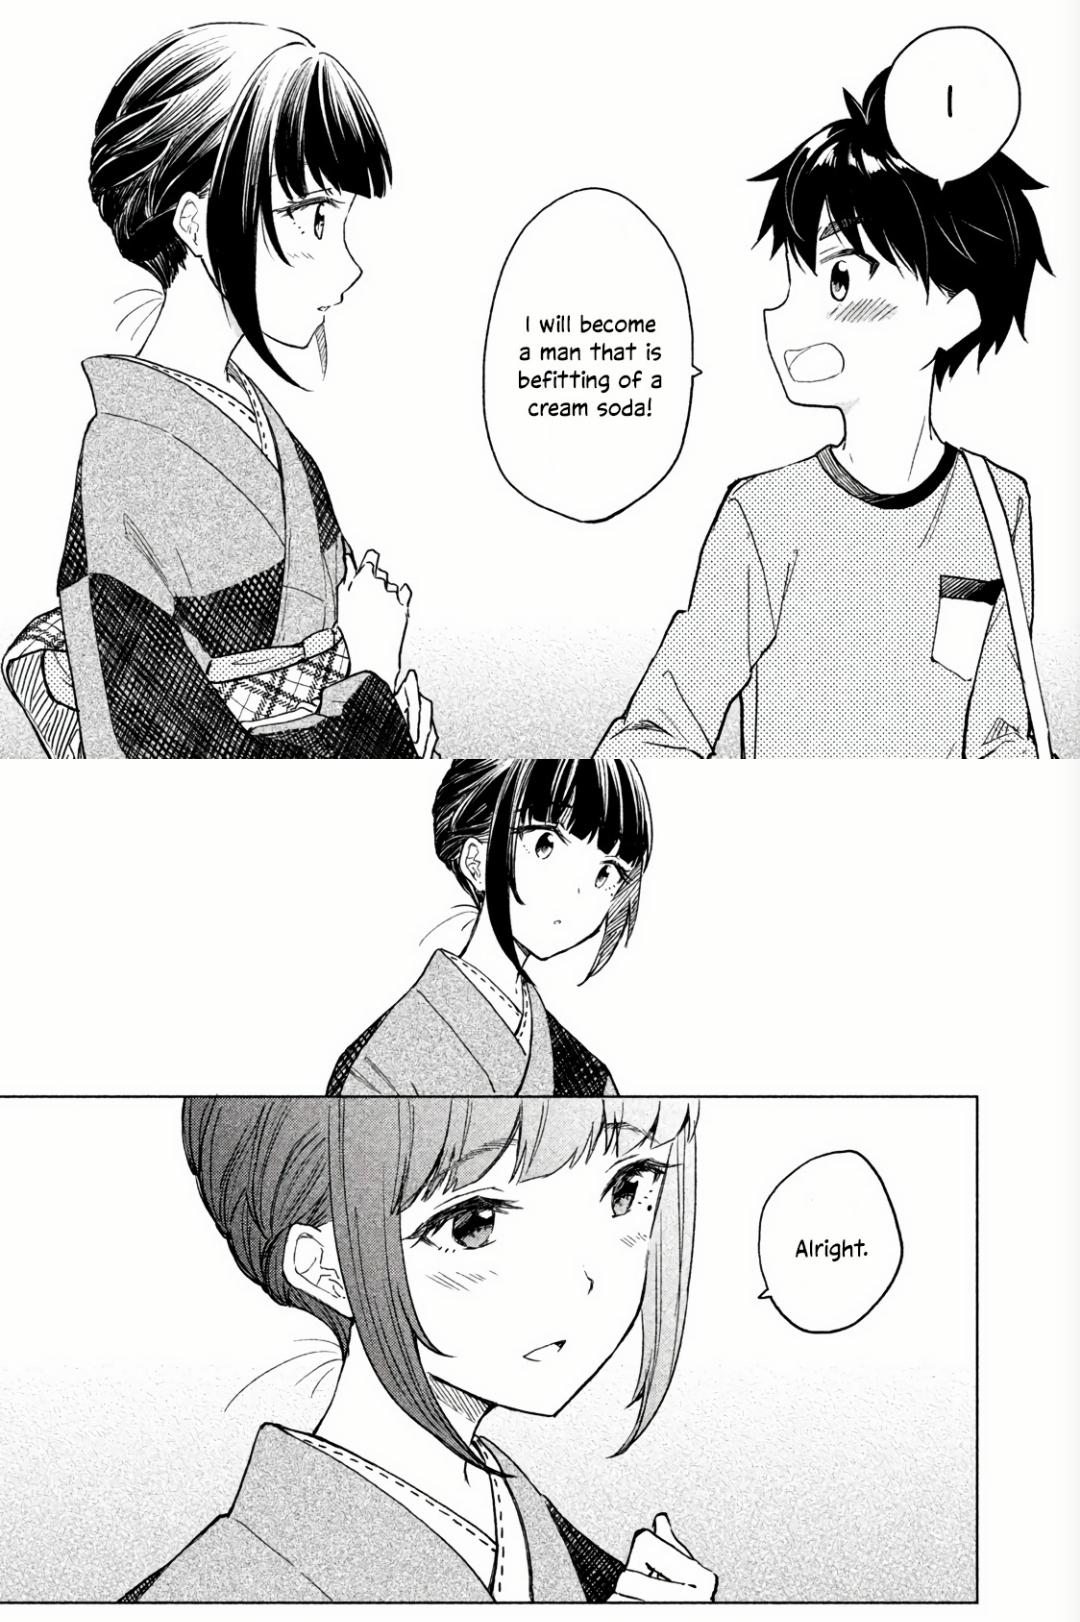 I
I will become
a man that is
befitting of a
cream soda!
Alright.